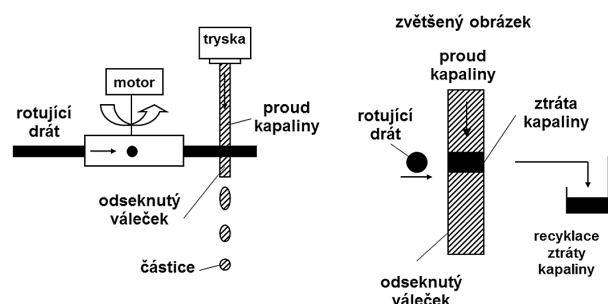 tryska
motor
rotující
drát
proud
kapaliny
odseknutý
váleček
částice
zvětšený obrázek
proud
kapaliny
rotující
drát
ztráta
kapaliny
recyklace
ztráty
kapaliny
odseknutý
váleček